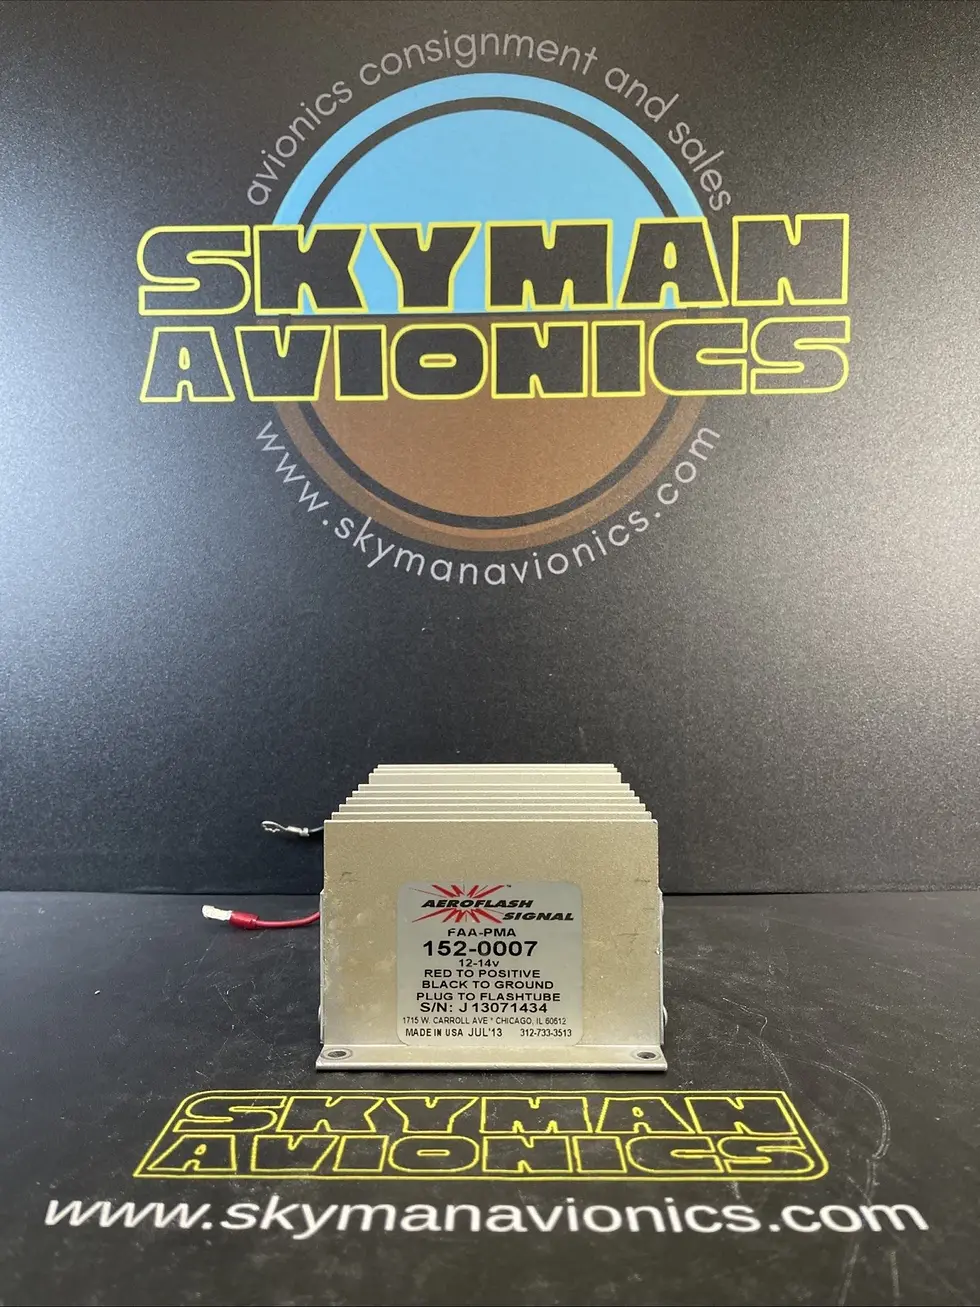 avionics consignment and sales
SKYMAN
AVIONICS
www.skymanavionics.com
AEROFLASH
SIGNAL
FAA-PMA
152-0007
12-14v
RED TO POSITIVE
BLACK TO GROUND
PLUG TO FLASHTUBE
S/N: J13071434
1715 W. CARROLL AVE * CHICAGO, IL 60612
MADE IN USA JUL'13 312-733-3513
SKYMAN
AVIONICS
www.skymanavionics.com